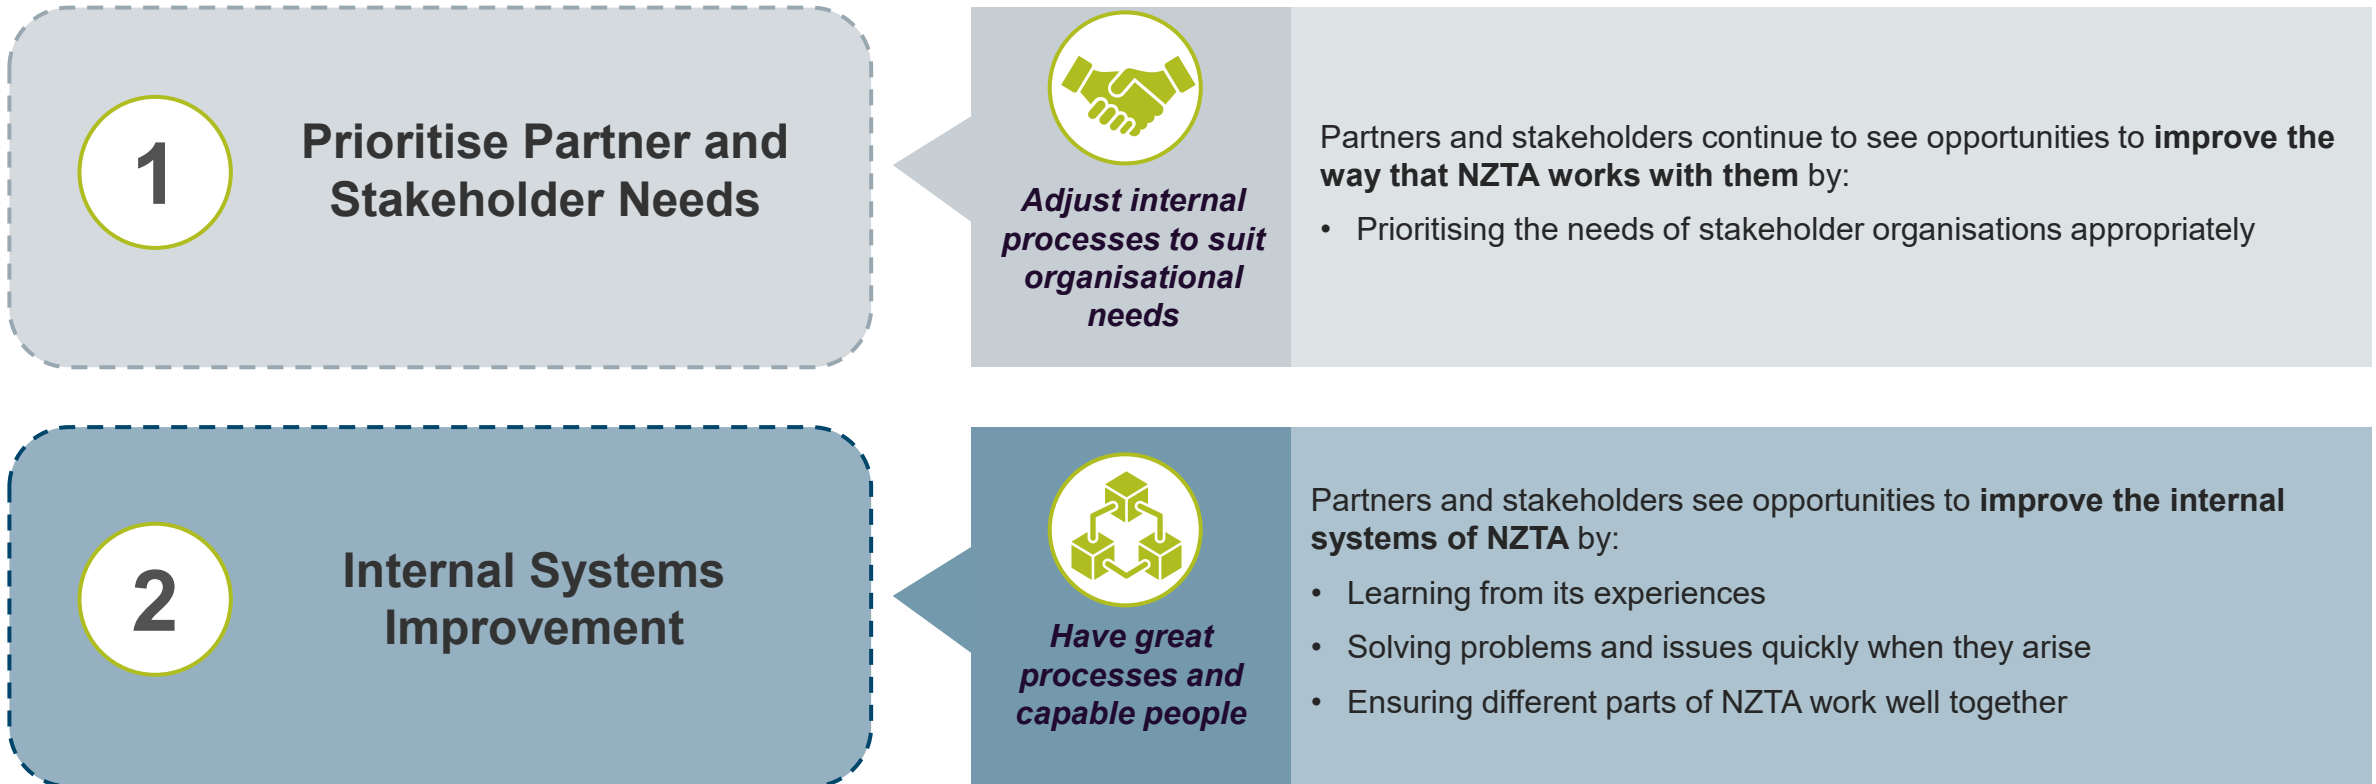 1
Prioritise Partner and
Stakeholder Needs
Adjust internal
processes to suit
organisational
needs
Partners and stakeholders continue to see opportunities to improve the
way that NZTA works with them by:
• Prioritising the needs of stakeholder organisations appropriately
2
Internal Systems
Improvement
Have great
processes and
capable people
Partners and stakeholders see opportunities to improve the internal
systems of NZTA by:
• Learning from its experiences
• Solving problems and issues quickly when they arise
• Ensuring different parts of NZTA work well together